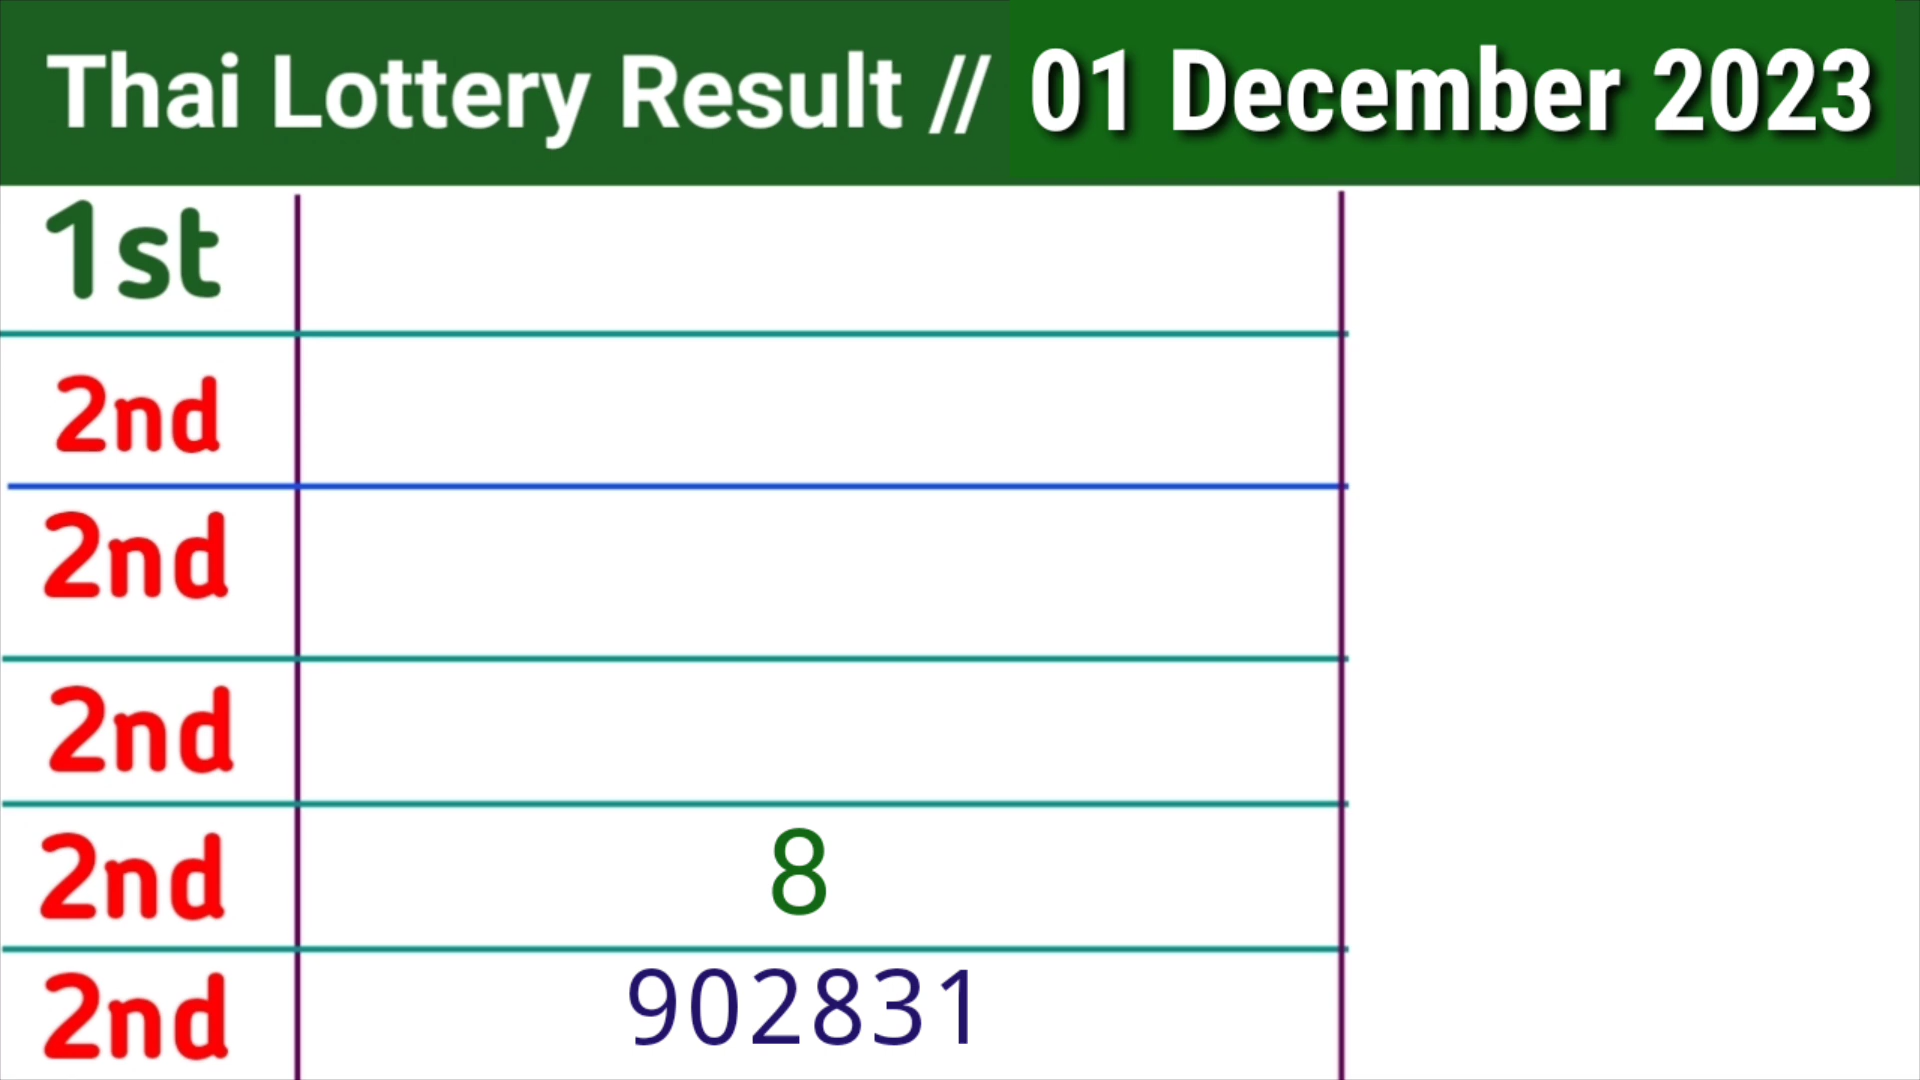 Thai Lottery Result // 01 December 2023
1st
2nd
2nd
2nd
2nd 8
2nd 902831